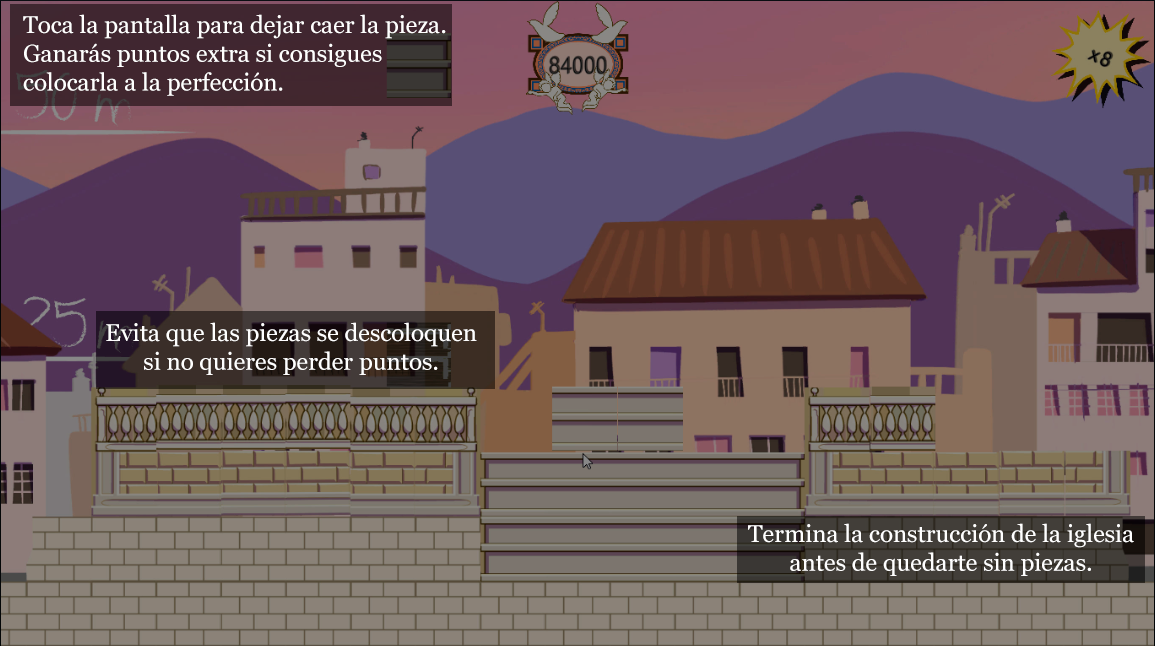 Toca la pantalla para dejar caer la pieza.
Ganarás puntos extra si consigues
colocarla a la perfección.
50 m
84000
x8
25
Evita que las piezas se descoloquen
si no quieres perder puntos.
Termina la construcción de la iglesia
antes de quedarte sin piezas.